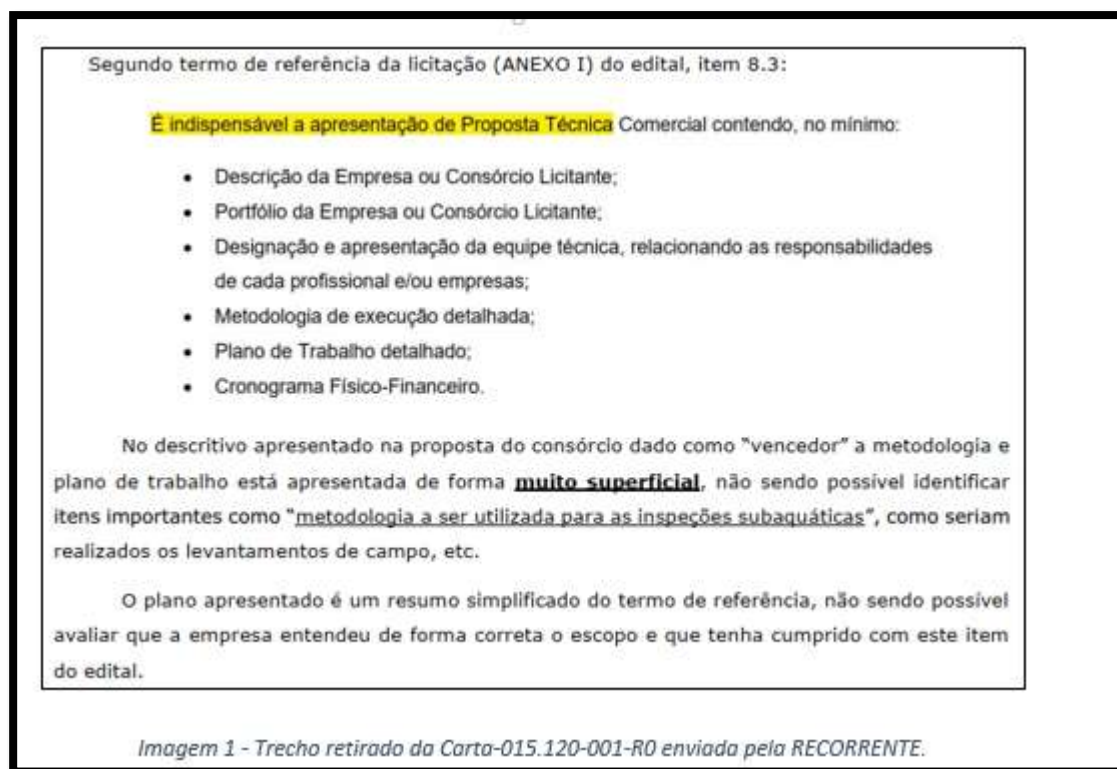 Segundo termo de referência da licitação (ANEXO I) do edital, item 8.3:
É indispensável a apresentação de Proposta Técnica Comercial contendo, no mínimo:
• Descrição da Empresa ou Consórcio Licitante;
• Portfólio da Empresa ou Consórcio Licitante;
• Designação e apresentação da equipe técnica, relacionando as responsabilidades
de cada profissional e/ou empresas;
• Metodologia de execução detalhada;
• Plano de Trabalho detalhado;
• Cronograma Físico-Financeiro.
No descritivo apresentado na proposta do consórcio dado como “vencedor” a metodologia e
plano de trabalho está apresentada de forma muito superficial, não sendo possível identificar
itens importantes como “metodologia a ser utilizada para as inspeções subaquáticas”, como seriam
realizados os levantamentos de campo, etc.
O plano apresentado é um resumo simplificado do termo de referência, não sendo possível
avaliar que a empresa entendeu de forma correta o escopo e que tenha cumprido com este item
do edital.
Imagem 1 - Trecho retirado da Carta-015.120-001-R0 enviada pela RECORRENTE.